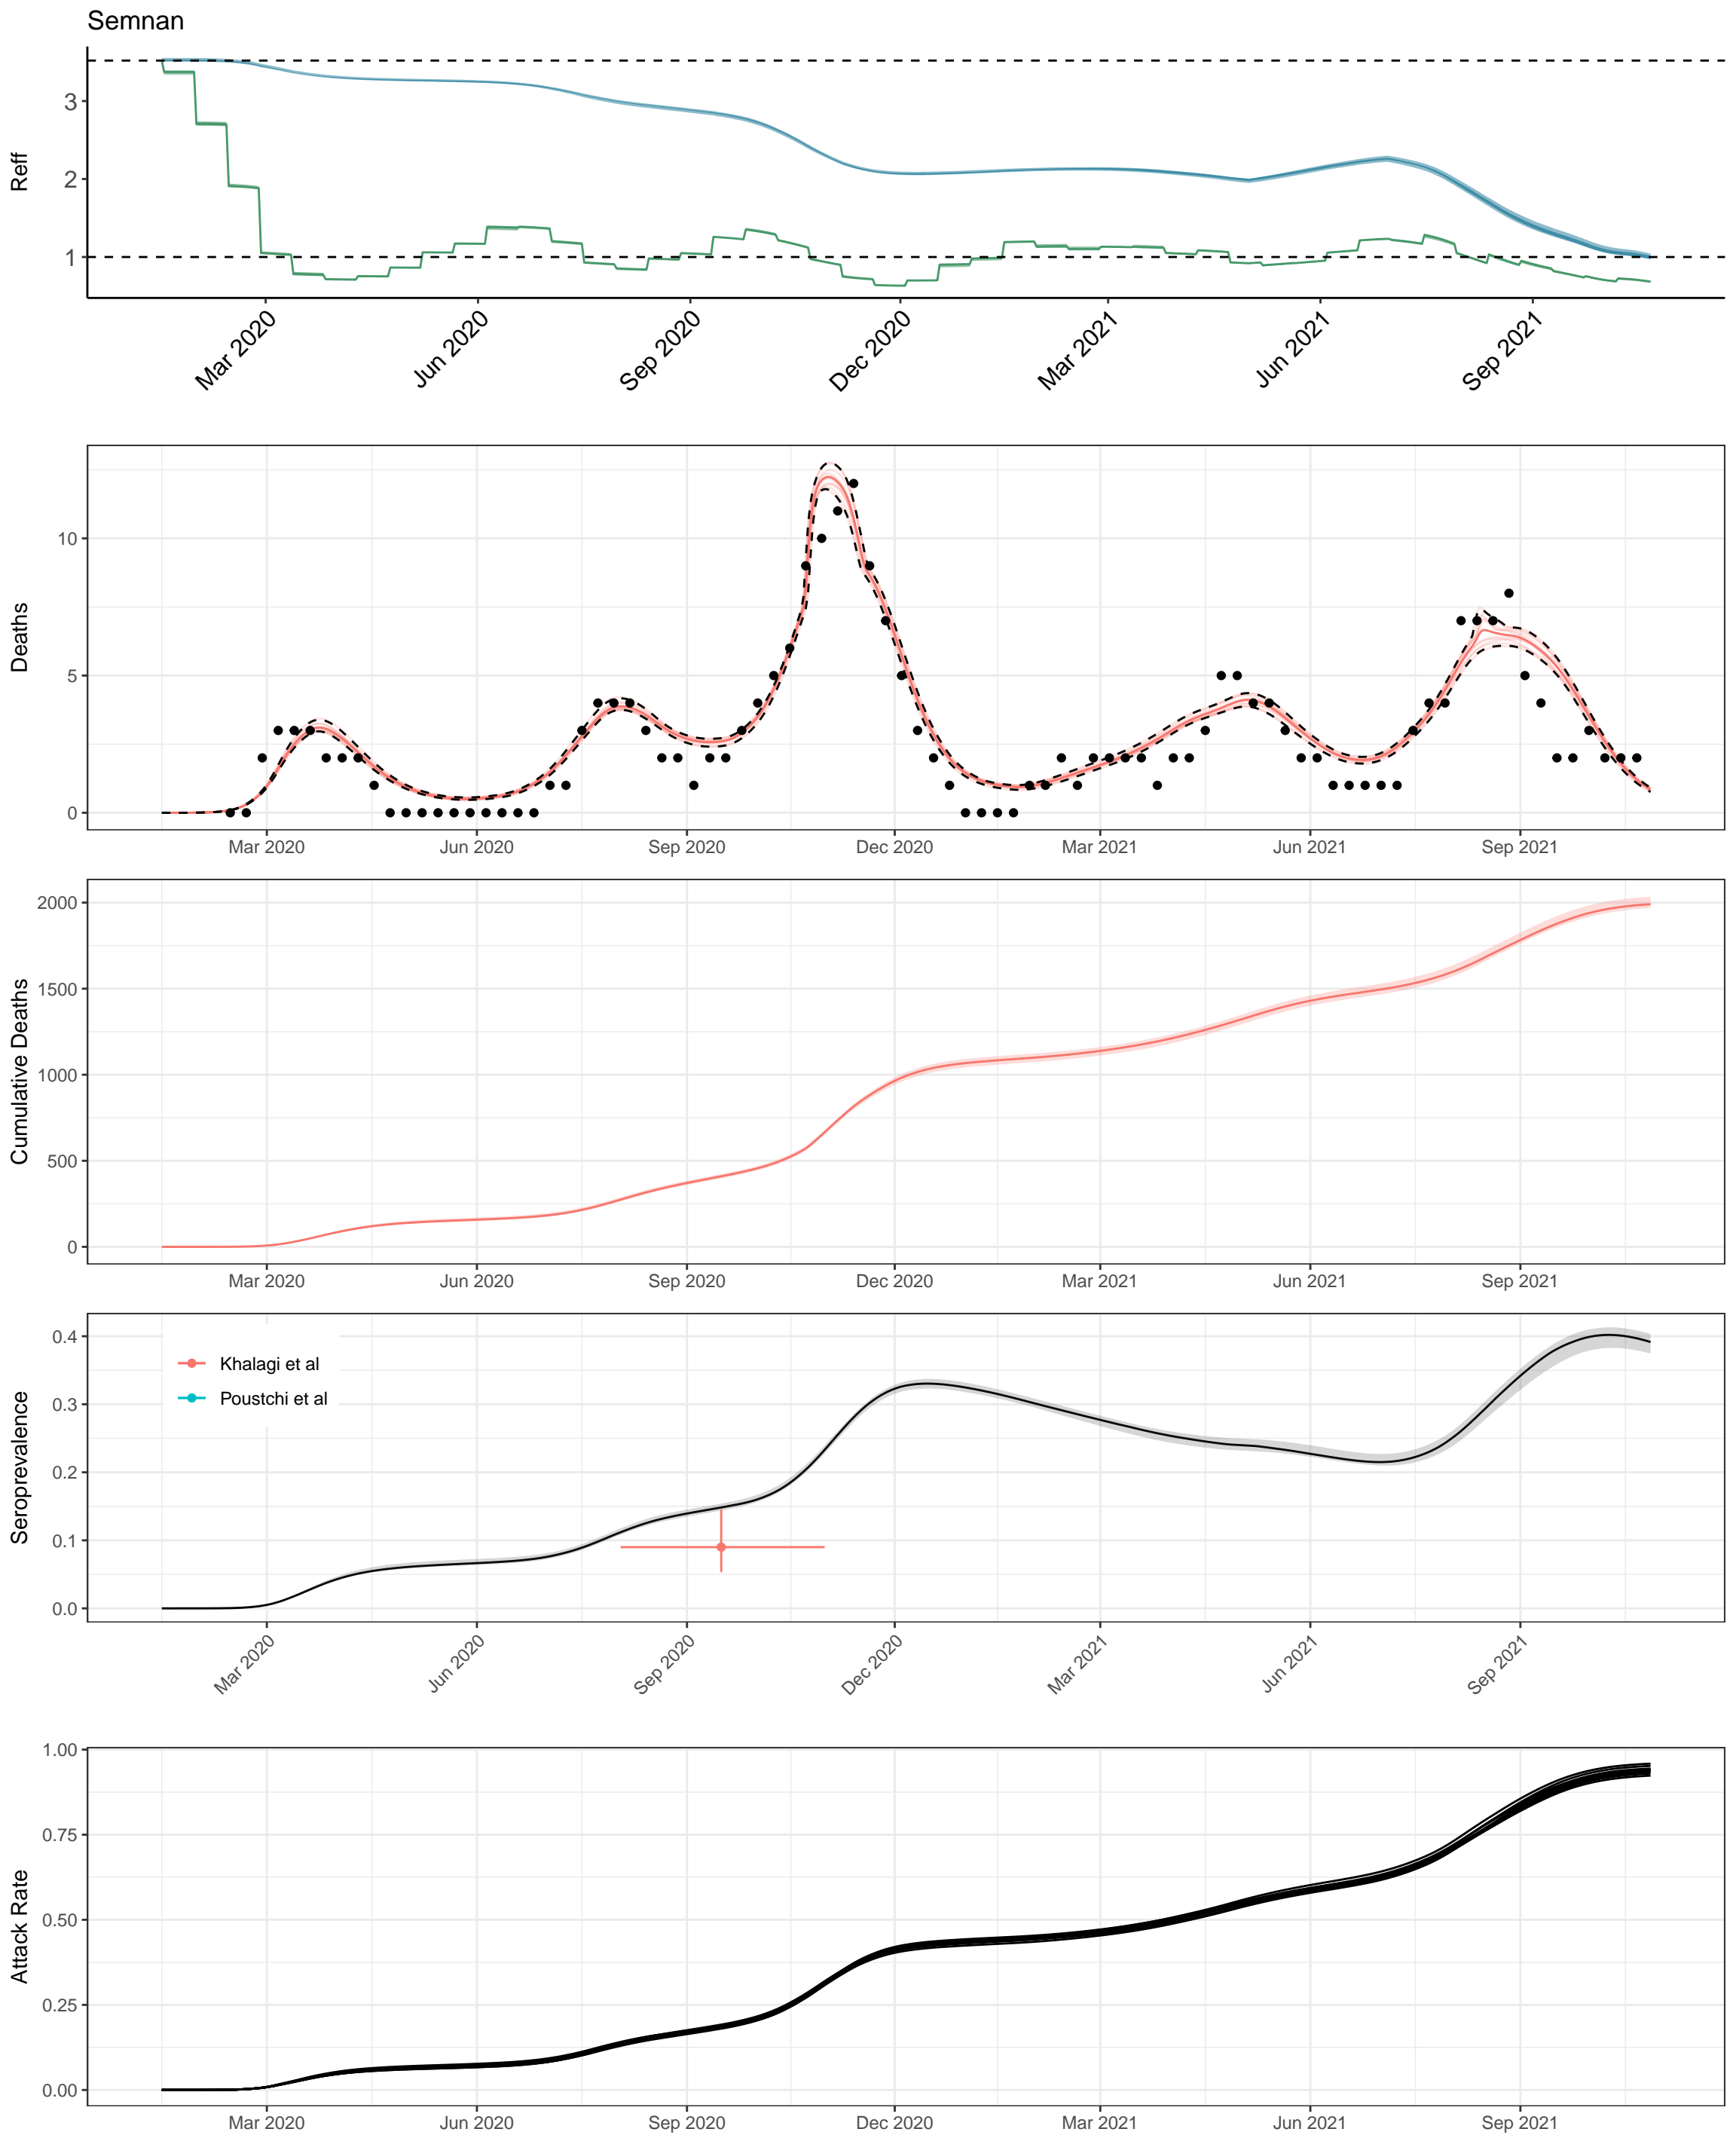 Semnan
Reff
3
2
1
Mar 2020
Jun 2020
Sep 2020
Dec 2020
Mar 2021
Jun 2021
Sep 2021
Deaths
10
5
0
Mar 2020
Jun 2020
Sep 2020
Dec 2020
Mar 2021
Jun 2021
Sep 2021
Cumulative Deaths
2000
1500
1000
500
0
Mar 2020
Jun 2020
Sep 2020
Dec 2020
Mar 2021
Jun 2021
Sep 2021
Seroprevalence
0.4
0.3
0.2
0.1
0.0
Khalagi et al
Poustchi et al
Mar 2020
Jun 2020
Sep 2020
Dec 2020
Mar 2021
Jun 2021
Sep 2021
Attack Rate
1.00
0.75
0.50
0.25
0.00
Mar 2020
Jun 2020
Sep 2020
Dec 2020
Mar 2021
Jun 2021
Sep 2021